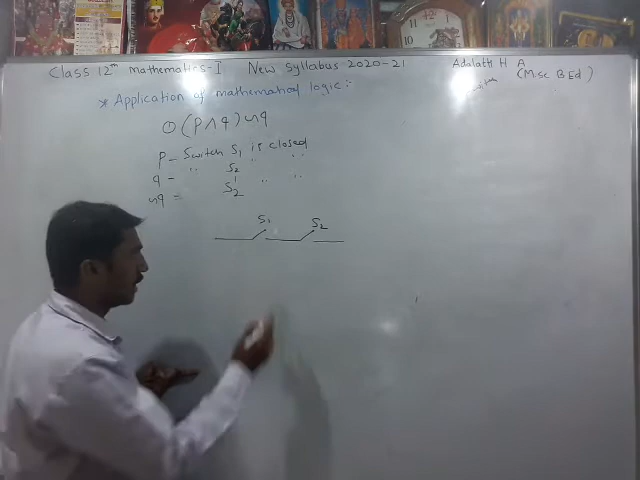 Class 12th mathematics-I New Syllabus 2020-21 Adalath H A
(M.sc B Ed)
* Application of mathematical logic :-
① (p ∧ q) ∨ ~q
p - Switch S₁ is closed
q - " S₂ " "
~q = S₂' " "
S₁ S₂